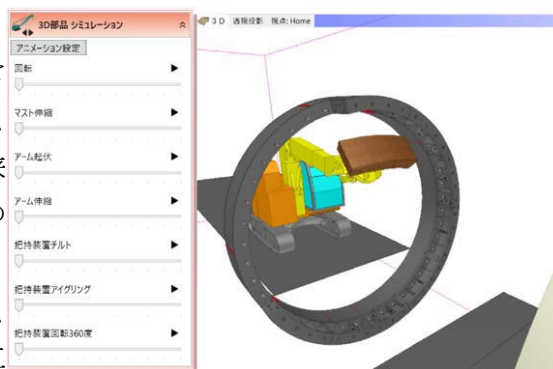 3D部品 シミュレーション
アニメーション設定
回転
マスト伸縮
アーム起伏
アーム伸縮
把持装置チルト
把持装置アイグリング
把持装置回転360度
3 D 透視投影 視点: Home